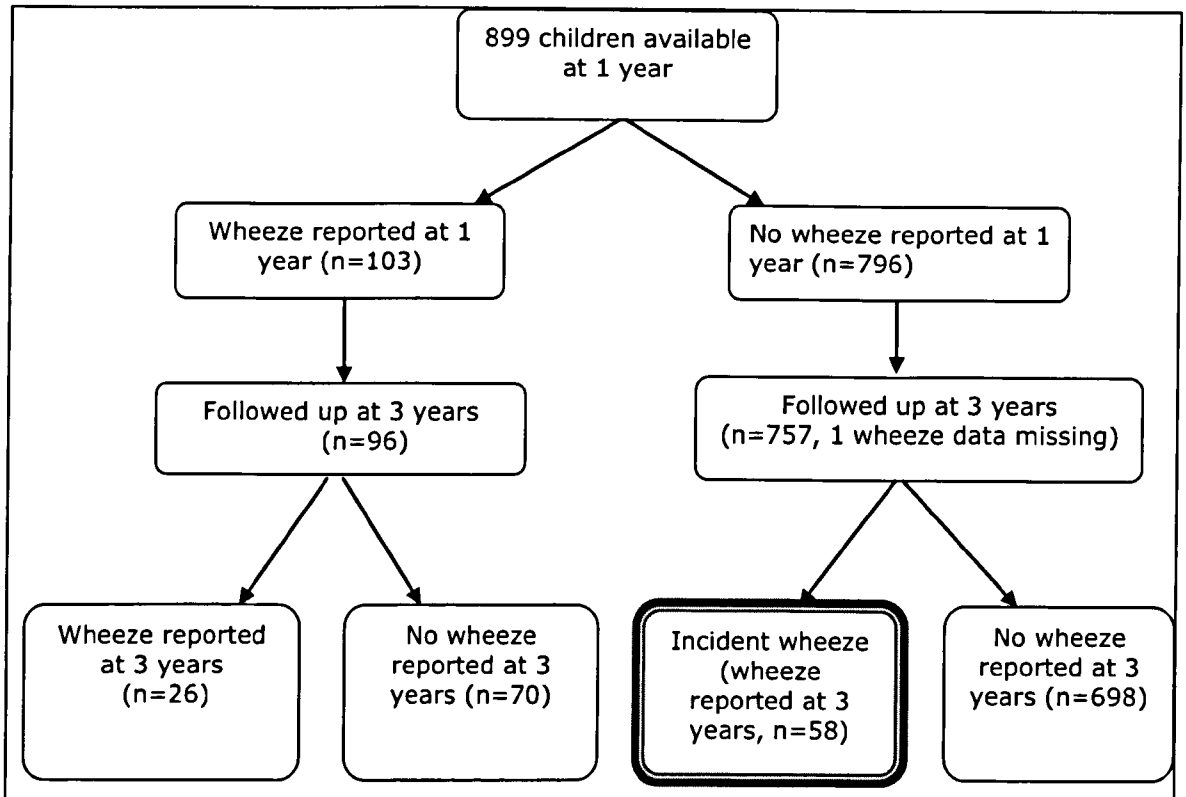 899 children available
at 1 year
Wheeze reported at 1
year (n=103)
No wheeze reported at 1
year (n=796)
Followed up at 3 years
(n=96)
Followed up at 3 years
(n=757, 1 wheeze data missing)
Wheeze reported
at 3 years
(n=26)
No wheeze
reported at 3
years (n=70)
Incident wheeze
(wheeze
reported at 3
years, n=58)
No wheeze
reported at 3
years (n=698)